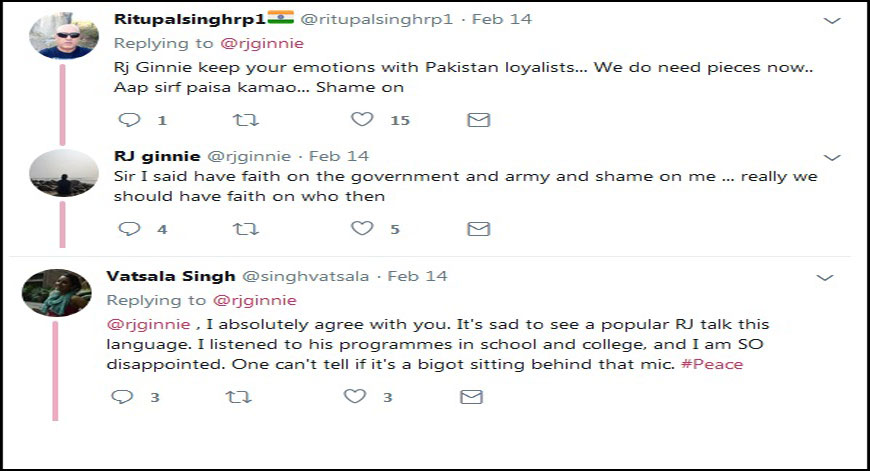 Ritupalsinghrp1 @ritupalsinghrp1 · Feb 14
Replying to @rjginnie
Rj Ginnie keep your emotions with Pakistan loyalists... We do need pieces now..
Aap sirf paisa kamao... Shame on
1 15
RJ ginnie @rjginnie · Feb 14
Sir I said have faith on the government and army and shame on me ... really we
should have faith on who then
4 5
Vatsala Singh @singhvatsala · Feb 14
Replying to @rjginnie
@rjginnie , I absolutely agree with you. It's sad to see a popular RJ talk this
language. I listened to his programmes in school and college, and I am SO
disappointed. One can't tell if it's a bigot sitting behind that mic. #Peace
3 3